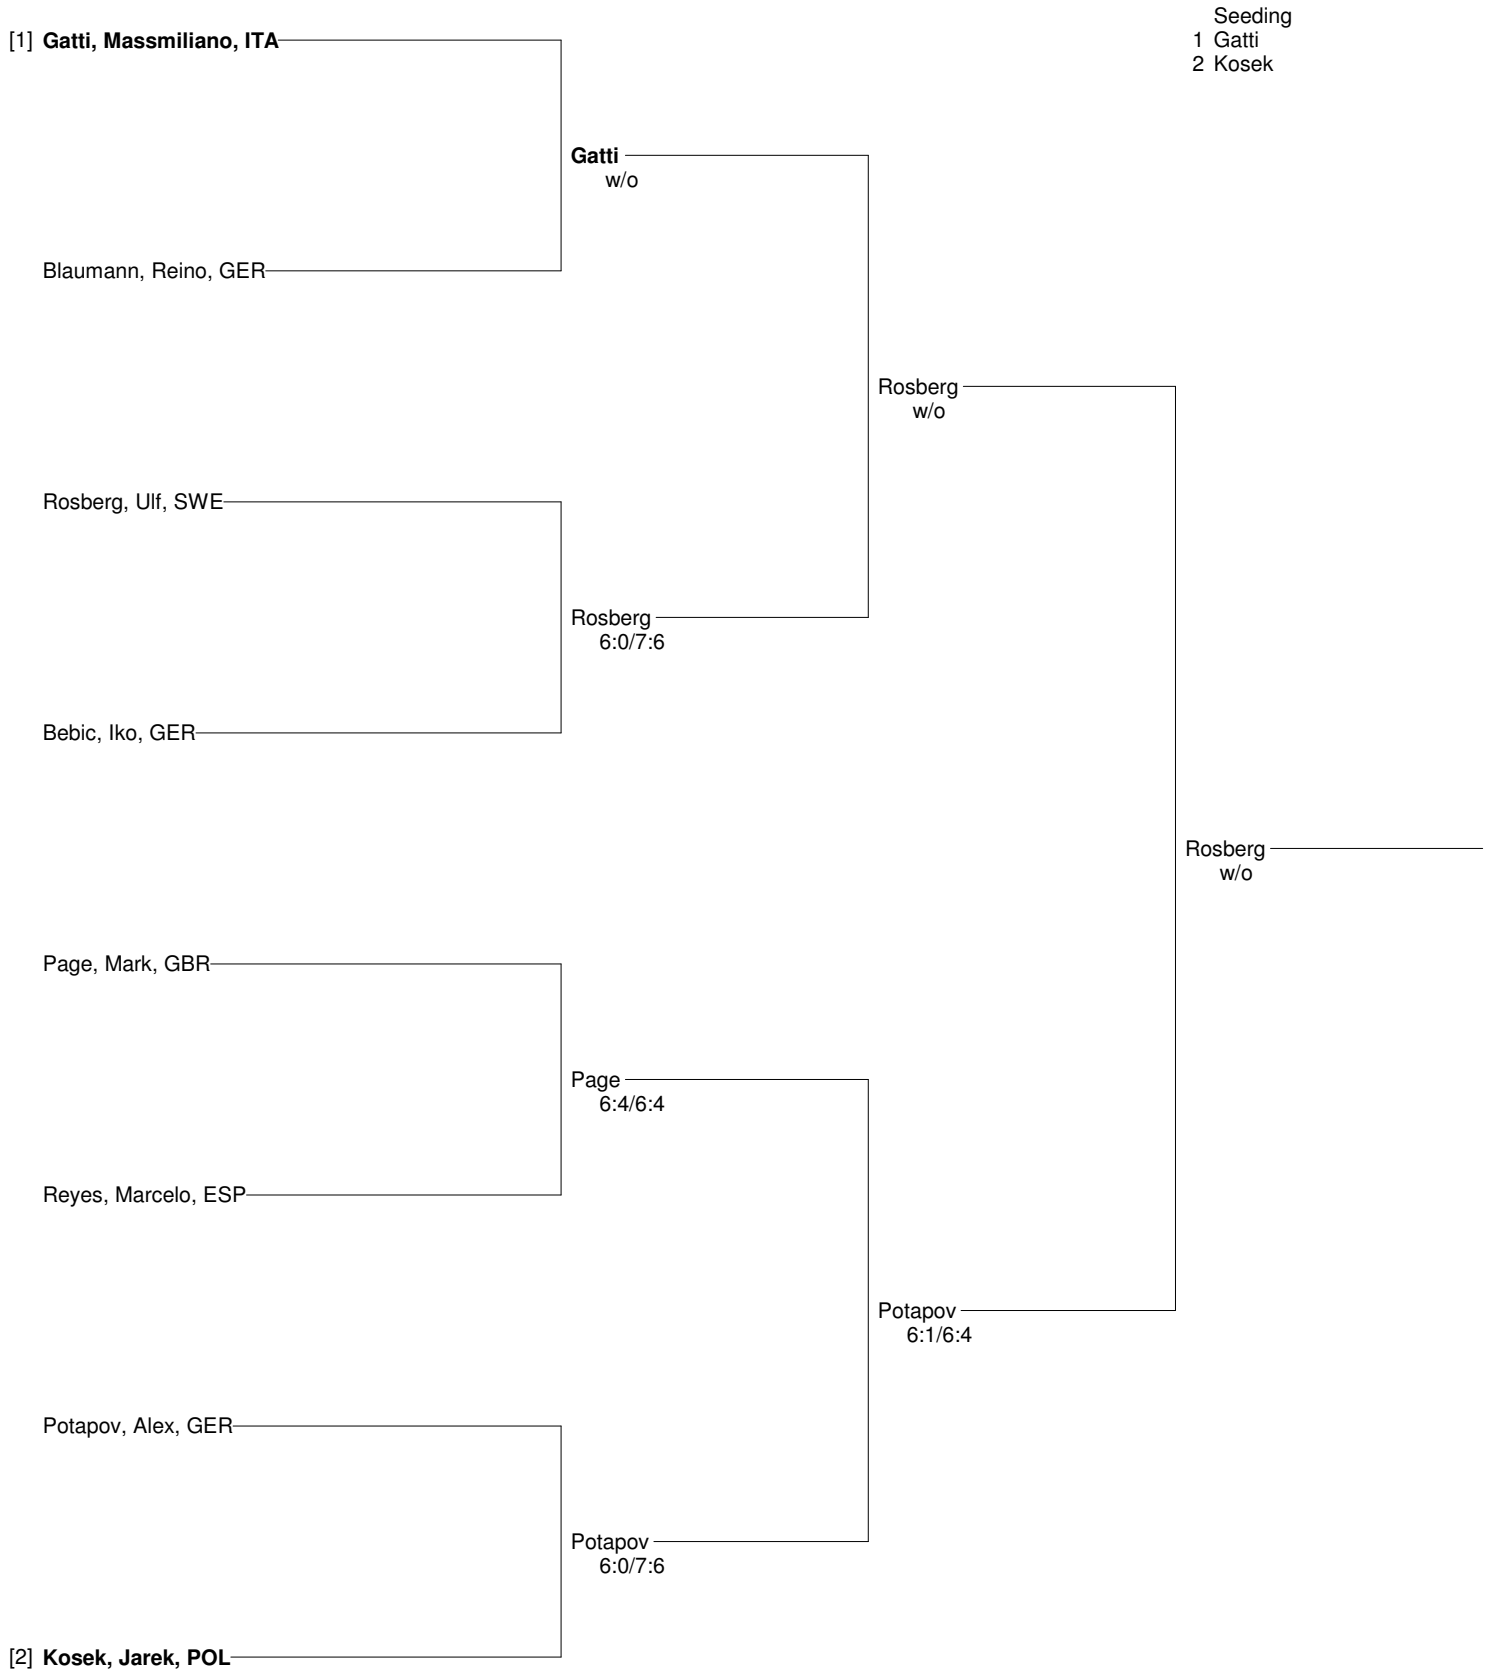 Seeding
[1] Gatti, Massmiliano, ITA
1 Gatti
2 Kosek
Gatti
w/o
Blaumann, Reino, GER
Rosberg
w/o
Rosberg, Ulf, SWE
Rosberg
6:0/7:6
Bebic, Iko, GER
Rosberg
w/o
Page, Mark, GBR
Page
6:4/6:4
Reyes, Marcelo, ESP
Potapov
6:1/6:4
Potapov, Alex, GER
Potapov
6:0/7:6
[2] Kosek, Jarek, POL